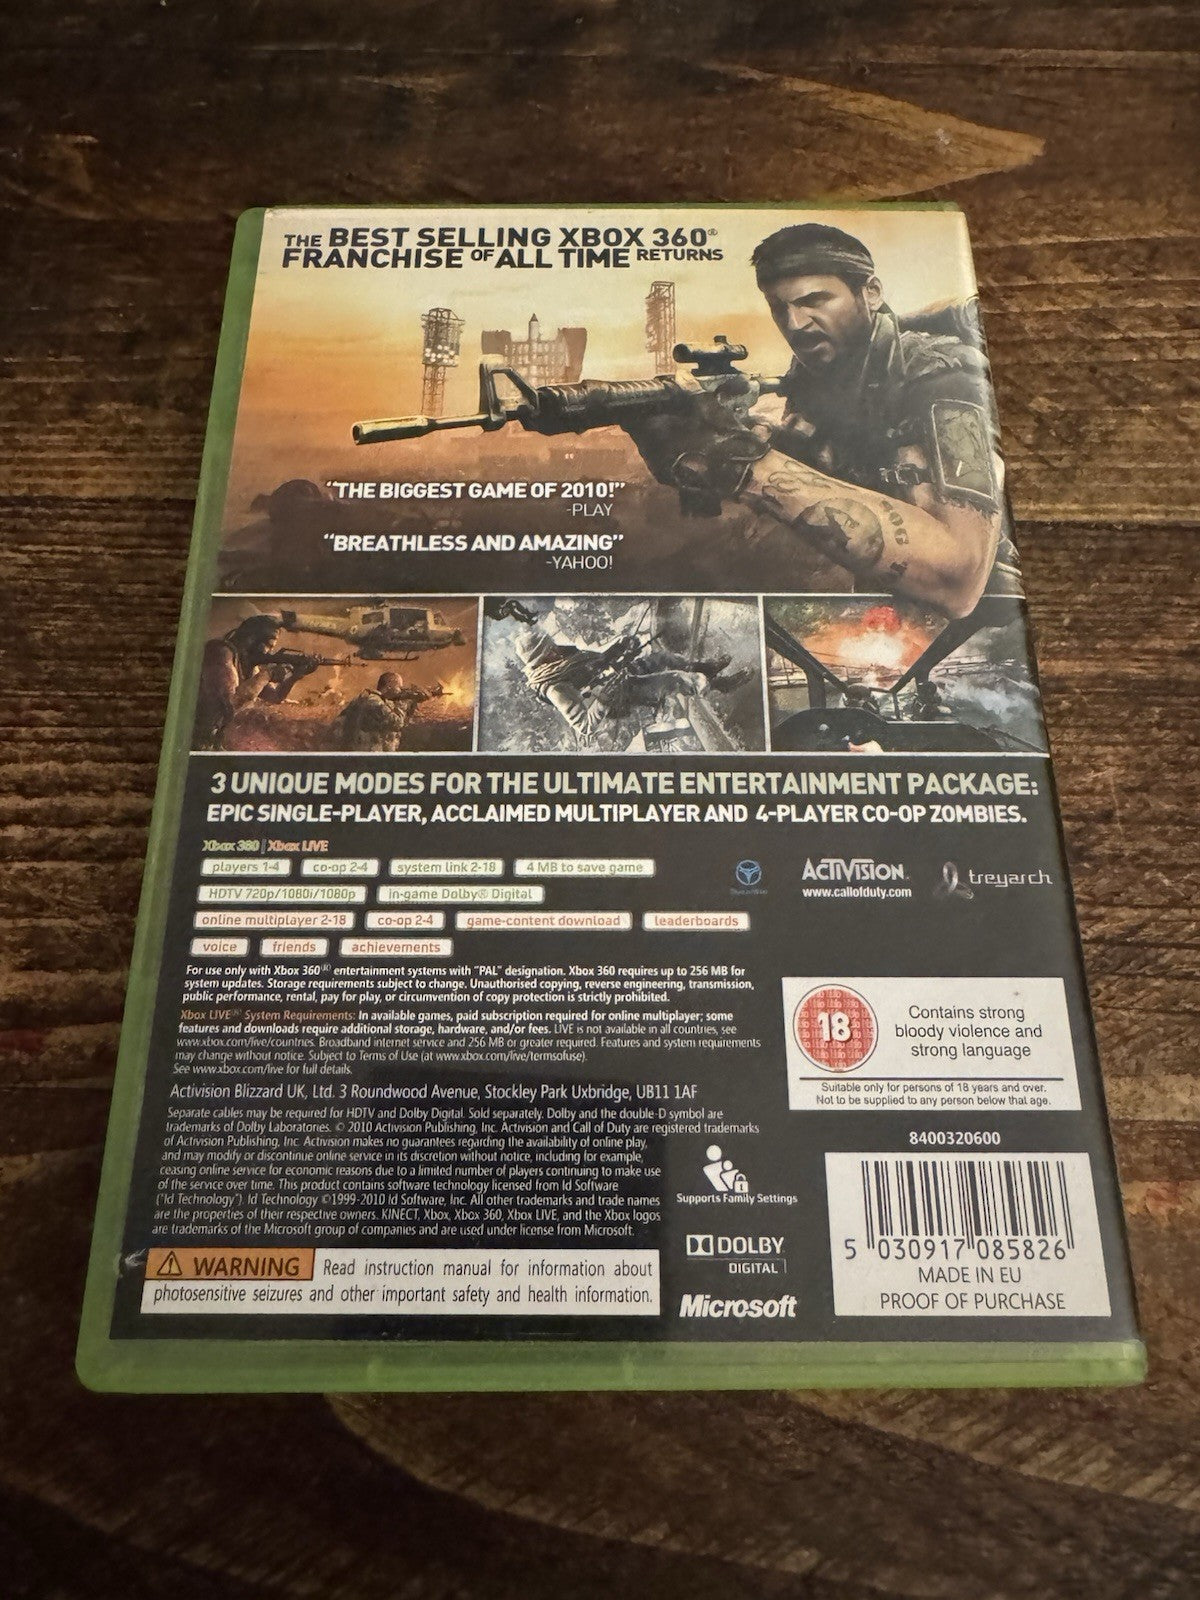 THE BEST SELLING XBOX 360®
FRANCHISE OF ALL TIME RETURNS
"THE BIGGEST GAME OF 2010!"
-PLAY
"BREATHLESS AND AMAZING"
-YAHOO!
3 UNIQUE MODES FOR THE ULTIMATE ENTERTAINMENT PACKAGE:
EPIC SINGLE-PLAYER, ACCLAIMED MULTIPLAYER AND 4-PLAYER CO-OP ZOMBIES.
Xbox 360 | Xbox LIVE
players 1-4 co-op 2-4 system link 2-18 4 MB to save game
HDTV 720p/1080i/1080p in-game Dolby® Digital
online multiplayer 2-18 co-op 2-4 game-content download leaderboards
voice friends achievements
ACTIVISION.
www.callofduty.com
treyarch
For use only with Xbox 360® entertainment systems with "PAL" designation. Xbox 360 requires up to 256 MB for
system updates. Storage requirements subject to change. Unauthorised copying, reverse engineering, transmission,
public performance, rental, pay for play, or circumvention of copy protection is strictly prohibited.
Xbox LIVE® System Requirements: In available games, paid subscription required for online multiplayer; some
features and downloads require additional storage, hardware, and/or fees. LIVE is not available in all countries, see
www.xbox.com/live/countries. Broadband internet service and 256 MB or greater required. Features and system requirements
may change without notice. Subject to Terms of Use (at www.xbox.com/live/termsofuse).
See www.xbox.com/live for full details.
Activision Blizzard UK, Ltd. 3 Roundwood Avenue, Stockley Park Uxbridge, UB11 1AF
Separate cables may be required for HDTV and Dolby Digital. Sold separately. Dolby and the double-D symbol are
trademarks of Dolby Laboratories. © 2010 Activision Publishing, Inc. Activision and Call of Duty are registered trademarks
of Activision Publishing, Inc. Activision makes no guarantees regarding the availability of online play,
and may modify or discontinue online service in its discretion without notice, including for example,
ceasing online service for economic reasons due to a limited number of players continuing to make use
of the service over time. This product contains software technology licensed from Id Software
("Id Technology"). Id Technology ©1999-2010 Id Software, Inc. All other trademarks and trade names
are the properties of their respective owners. KINECT, Xbox, Xbox 360, Xbox LIVE, and the Xbox logos
are trademarks of the Microsoft group of companies and are used under license from Microsoft.
WARNING Read instruction manual for information about
photosensitive seizures and other important safety and health information.
18
Contains strong
bloody violence and
strong language
Suitable only for persons of 18 years and over.
Not to be supplied to any person below that age.
8400320600
Supports Family Settings
DOLBY
DIGITAL
Microsoft
5 030917 085826
MADE IN EU
PROOF OF PURCHASE